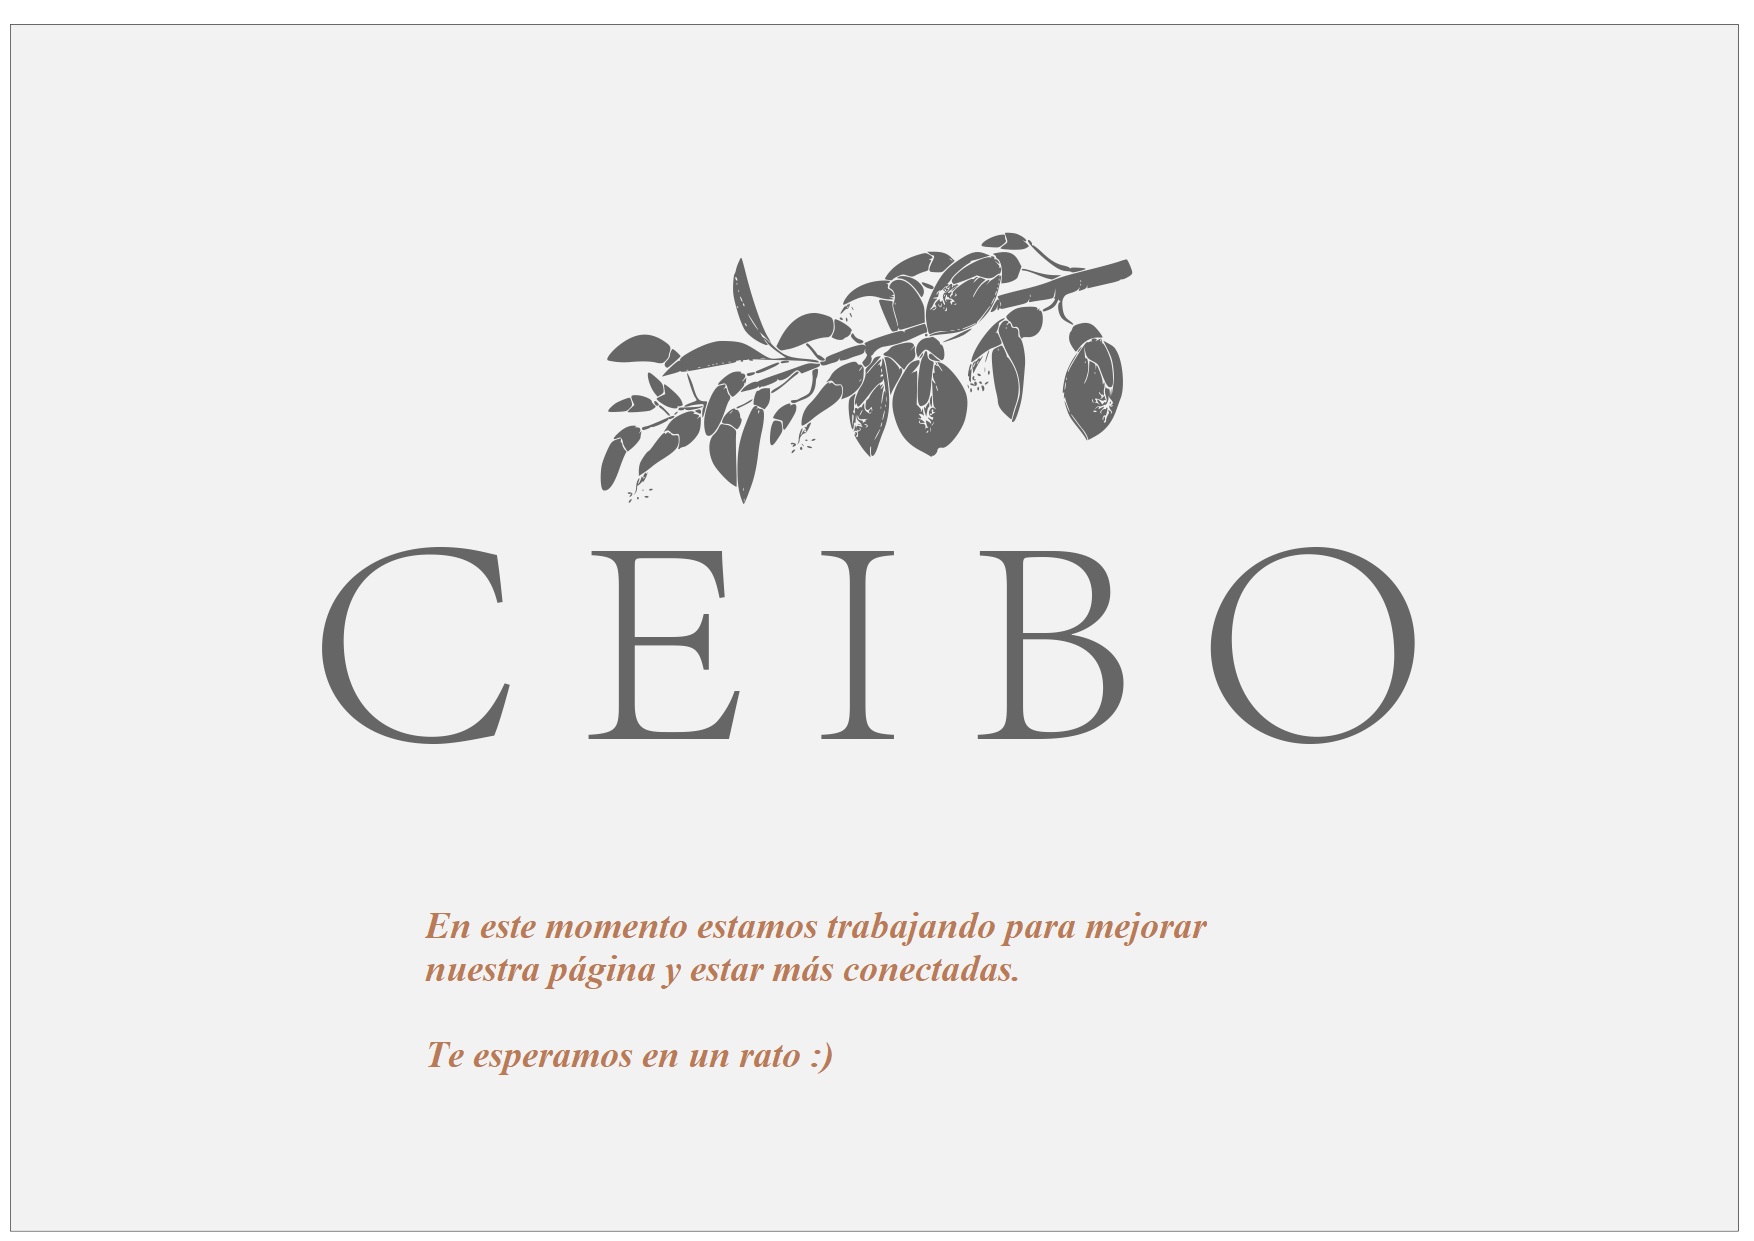 CEIBO
En este momento estamos trabajando para mejorar
nuestra página y estar más conectadas.
Te esperamos en un rato :)